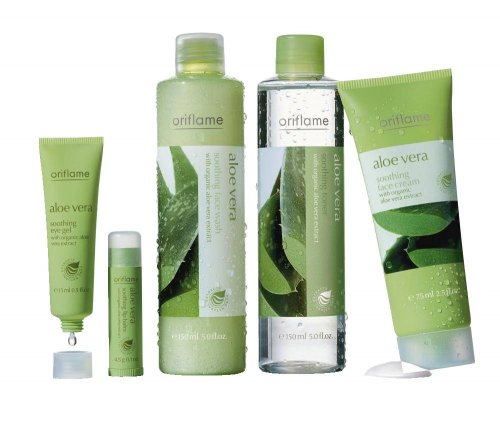 oriflame
aloe vera
soothing
eye gel
with organic aloe
vera extract
e 15 ml 0.5 fl.oz.
oriflame
aloe vera
soothing lip balm
oriflame
aloe vera
soothing face wash
with organic aloe vera extract
e 150 ml 5.0 fl.oz.
oriflame
aloe vera
soothing toner
with organic aloe vera extract
e 150 ml 5.0 fl.oz.
oriflame
aloe vera
soothing
face cream
with organic
aloe vera extract
e 75 ml 2.5 fl.oz.